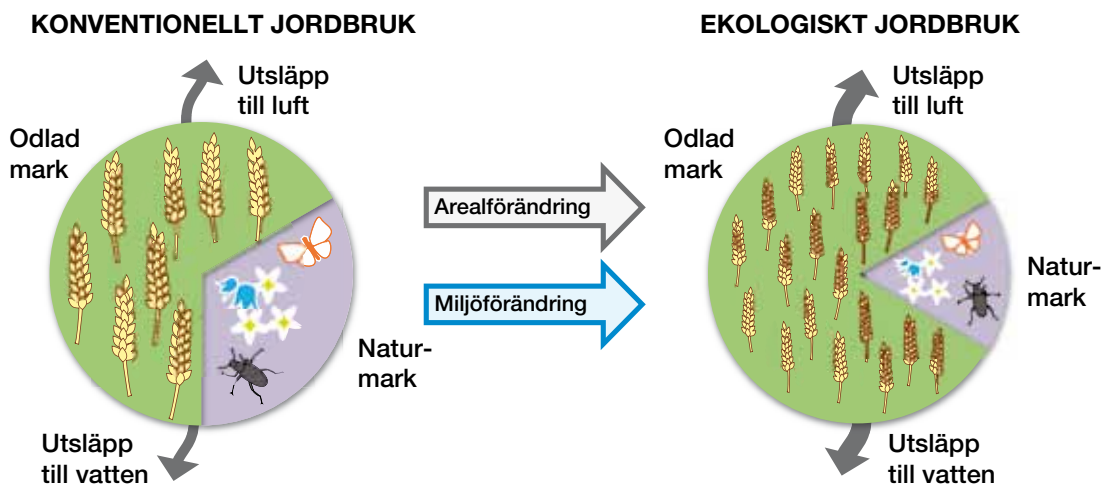 KONVENTIONELLT JORDBRUK
Utsläpp
till luft
Odlad
mark
Natur-
mark
Utsläpp
till vatten
Arealförändring
Miljöförändring
EKOLOGISKT JORDBRUK
Utsläpp
till luft
Odlad
mark
Natur-
mark
Utsläpp
till vatten